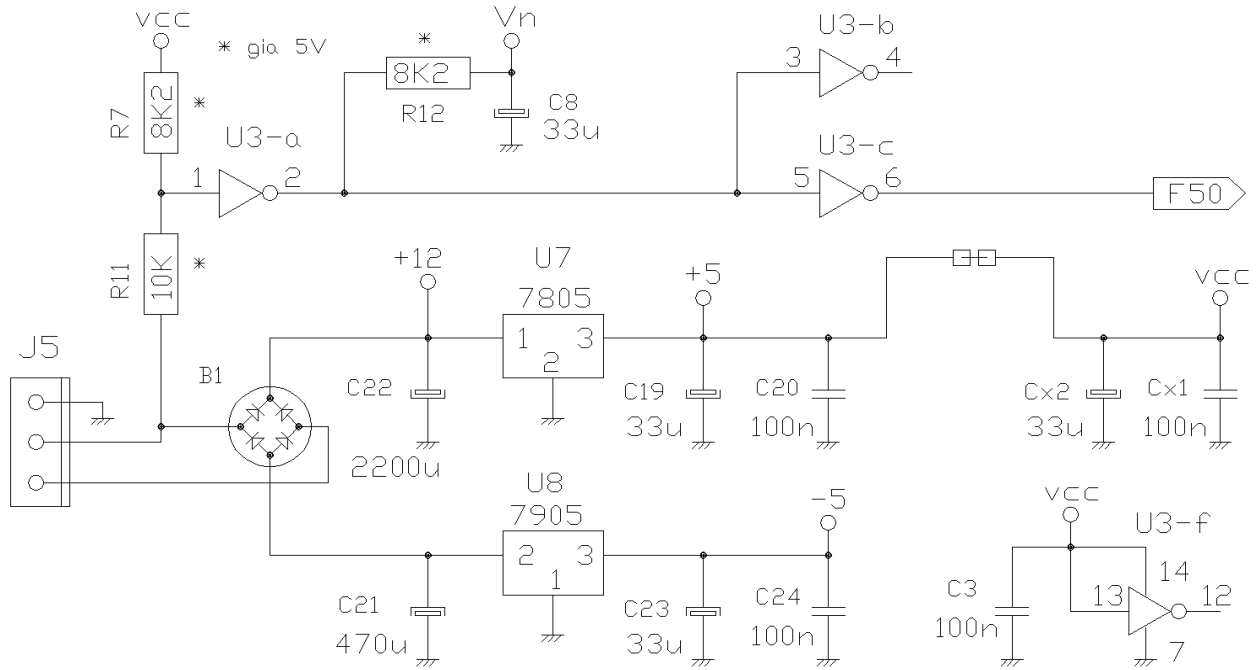 vcc
* gia 5V
R7
8K2
*
U3-a
1
2
*
8K2
R12
Vn
C8
33u
U3-b
3
4
U3-c
5
6
F50
R11
10K
*
J5
B1
+12
C22
2200u
U7
7805
1
3
2
+5
C19
33u
C20
100n
Cx2
33u
vcc
Cx1
100n
C21
470u
U8
7905
2
3
1
C23
33u
-5
C24
100n
C3
100n
vcc
U3-f
14
13
12
7